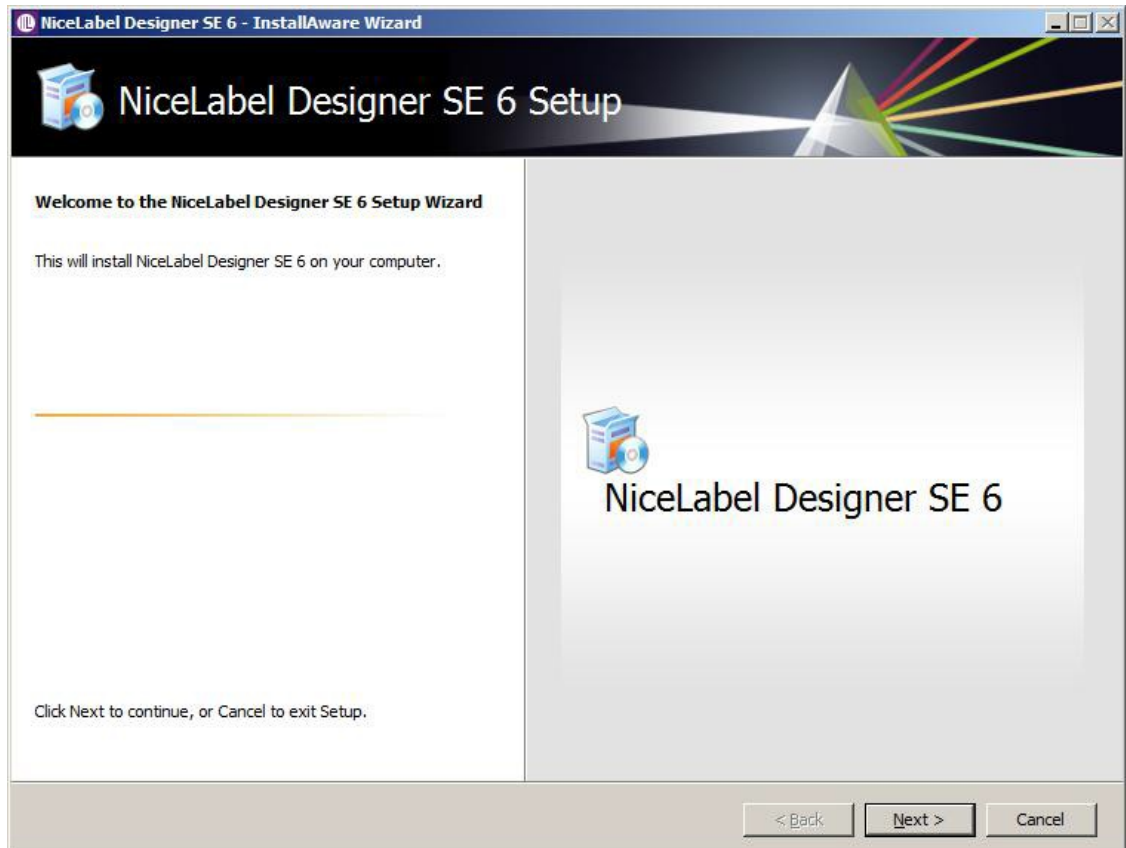 NiceLabel Designer SE 6 - InstallAware Wizard
NiceLabel Designer SE 6 Setup
Welcome to the NiceLabel Designer SE 6 Setup Wizard
This will install NiceLabel Designer SE 6 on your computer.
NiceLabel Designer SE 6
Click Next to continue, or Cancel to exit Setup.
< Back
Next >
Cancel